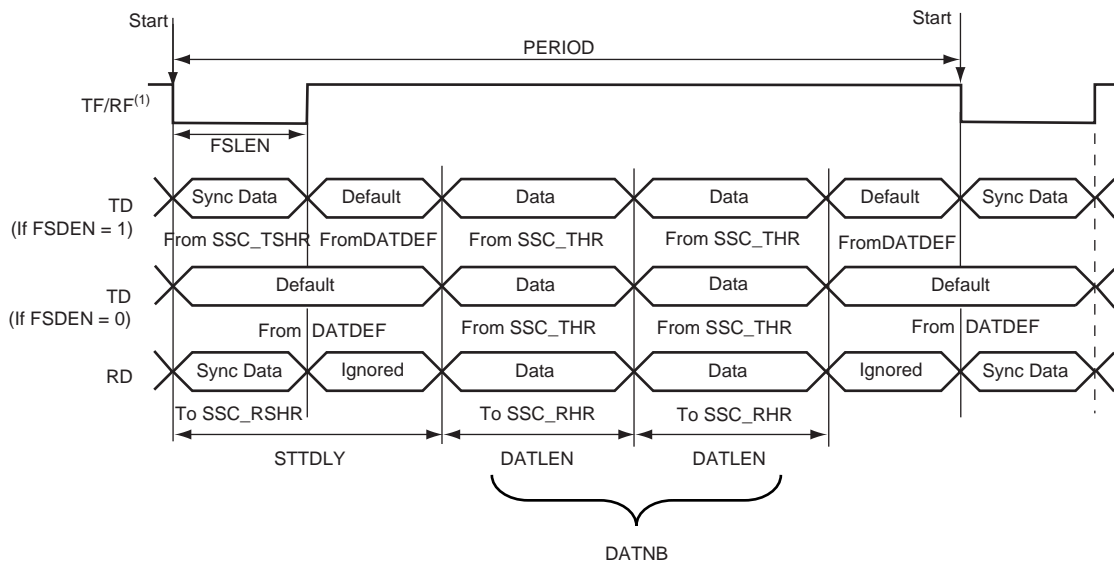 Start Start
PERIOD
TF/RF(1)
FSLEN
TD
(If FSDEN = 1)
Sync Data Default Data Data Default Sync Data
From SSC_TSHR FromDATDEF From SSC_THR From SSC_THR FromDATDEF
TD
(If FSDEN = 0)
Default Data Data Default
From DATDEF From SSC_THR From SSC_THR From DATDEF
RD
Sync Data Ignored Data Data Ignored Sync Data
To SSC_RSHR To SSC_RHR To SSC_RHR
STTDLY DATLEN DATLEN
DATNB